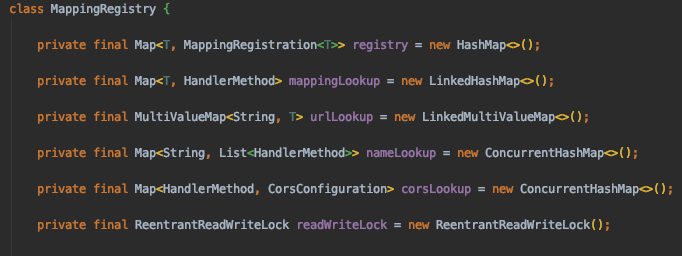 class MappingRegistry {
private final Map<T, MappingRegistration<T>> registry = new HashMap<>();
private final Map<T, HandlerMethod> mappingLookup = new LinkedHashMap<>();
private final MultiValueMap<String, T> urlLookup = new LinkedMultiValueMap<>();
private final Map<String, List<HandlerMethod>> nameLookup = new ConcurrentHashMap<>();
private final Map<HandlerMethod, CorsConfiguration> corsLookup = new ConcurrentHashMap<>();
private final ReentrantReadWriteLock readWriteLock = new ReentrantReadWriteLock();